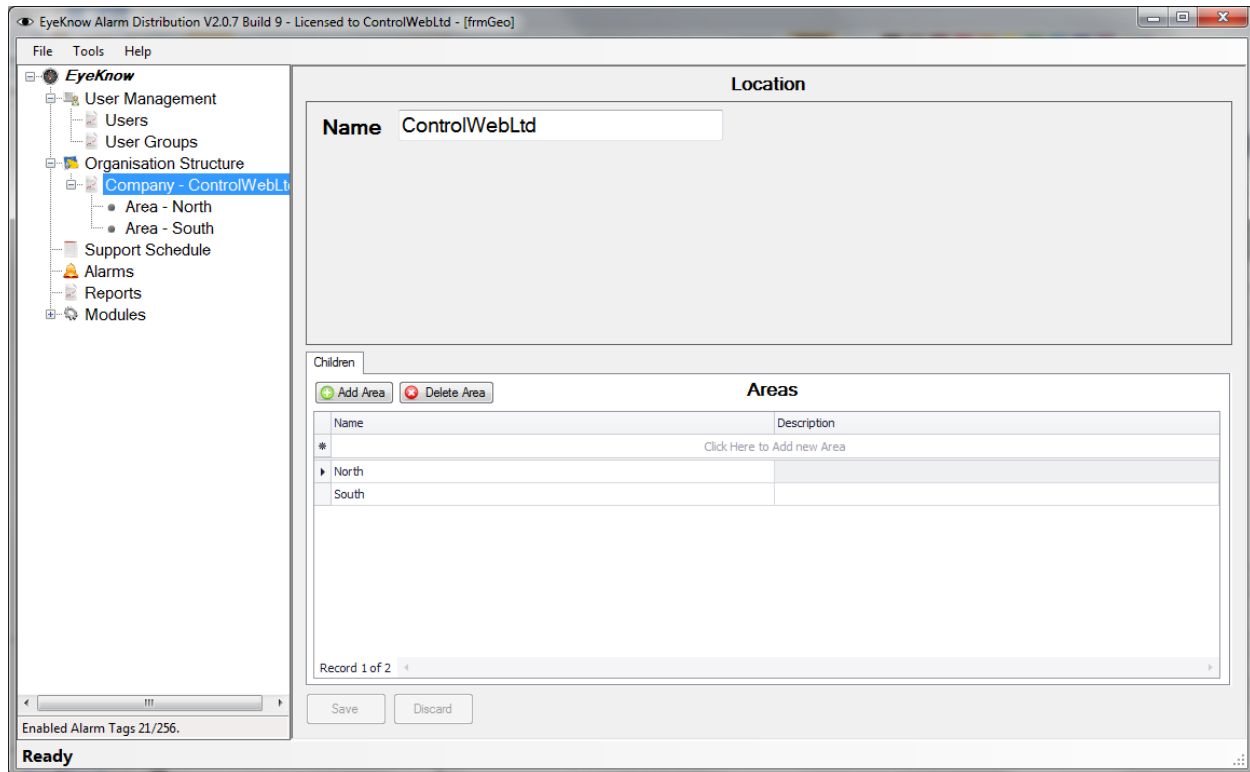 EyeKnow Alarm Distribution V2.0.7 Build 9 - Licensed to ControlWebLtd - [frmGeo]
File Tools Help
EyeKnow
User Management
Users
User Groups
Organisation Structure
Company - ControlWebLt
Area - North
Area - South
Support Schedule
Alarms
Reports
Modules
Enabled Alarm Tags 21/256.
Location
Name ControlWebLtd
Children
Add Area Delete Area Areas
Name Description
Click Here to Add new Area
North
South
Record 1 of 2
Save Discard
Ready